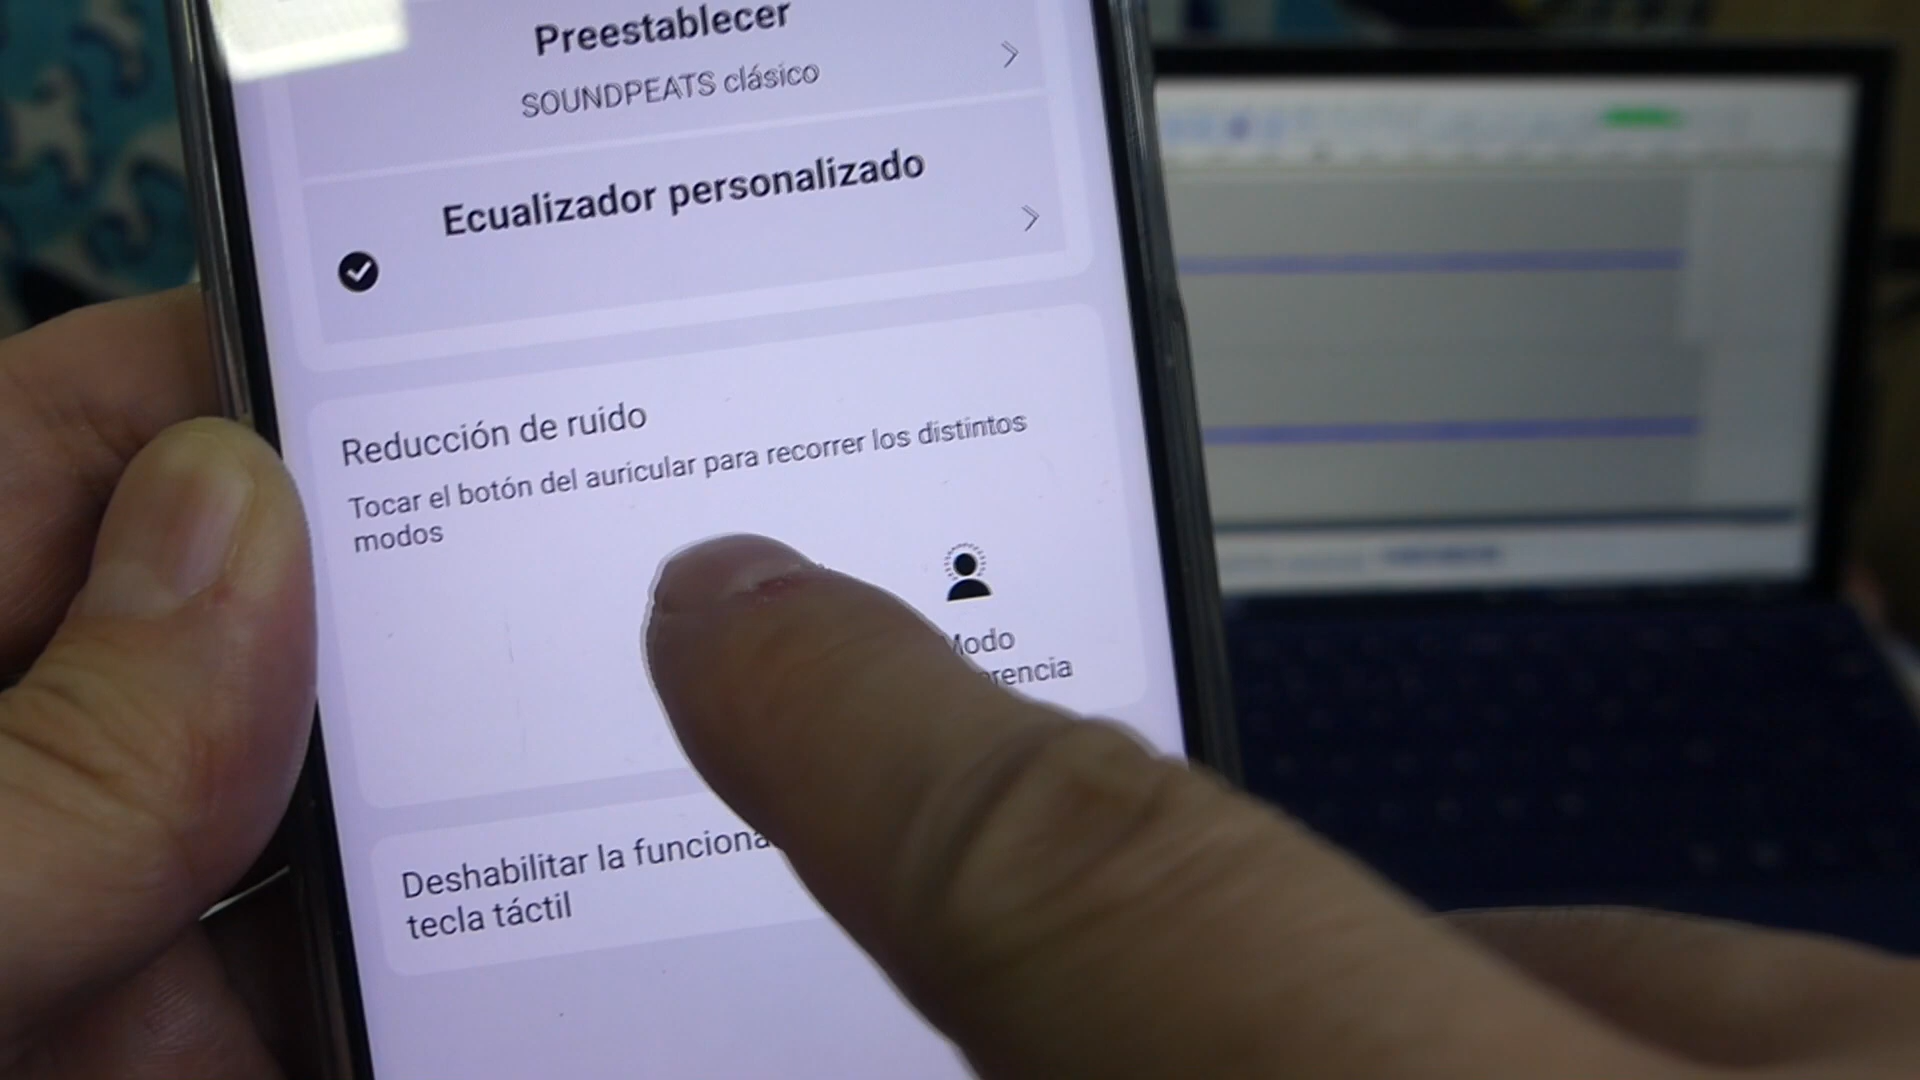 Preestablecer
SOUNDPEATS clásico
Ecualizador personalizado
Reducción de ruido
Tocar el botón del auricular para recorrer los distintos
modos
Modo
Deshabilitar la
tecla táctil